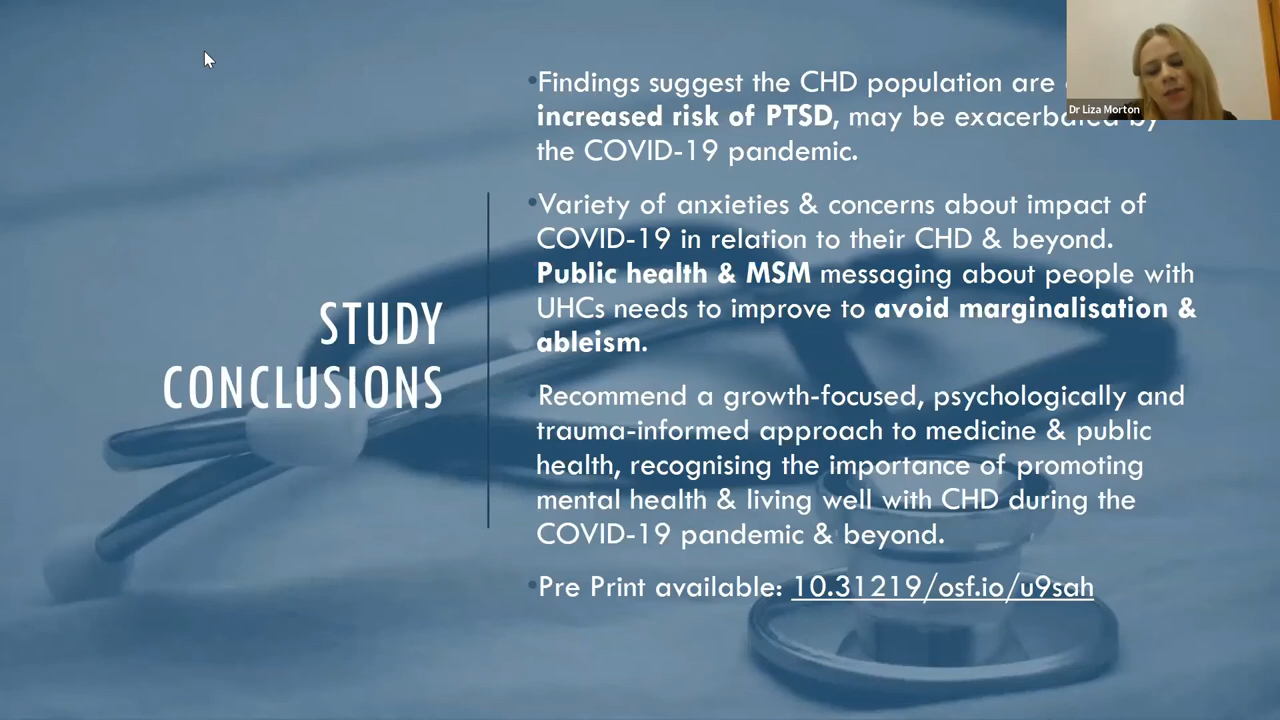 STUDY
CONCLUSIONS
•Findings suggest the CHD population are
increased risk of PTSD, may be exacerbated by
the COVID-19 pandemic.
•Variety of anxieties & concerns about impact of
COVID-19 in relation to their CHD & beyond.
Public health & MSM messaging about people with
UHCs needs to improve to avoid marginalisation &
ableism.
•Recommend a growth-focused, psychologically and
trauma-informed approach to medicine & public
health, recognising the importance of promoting
mental health & living well with CHD during the
COVID-19 pandemic & beyond.
•Pre Print available: 10.31219/osf.io/u9sah
Dr Liza Morton